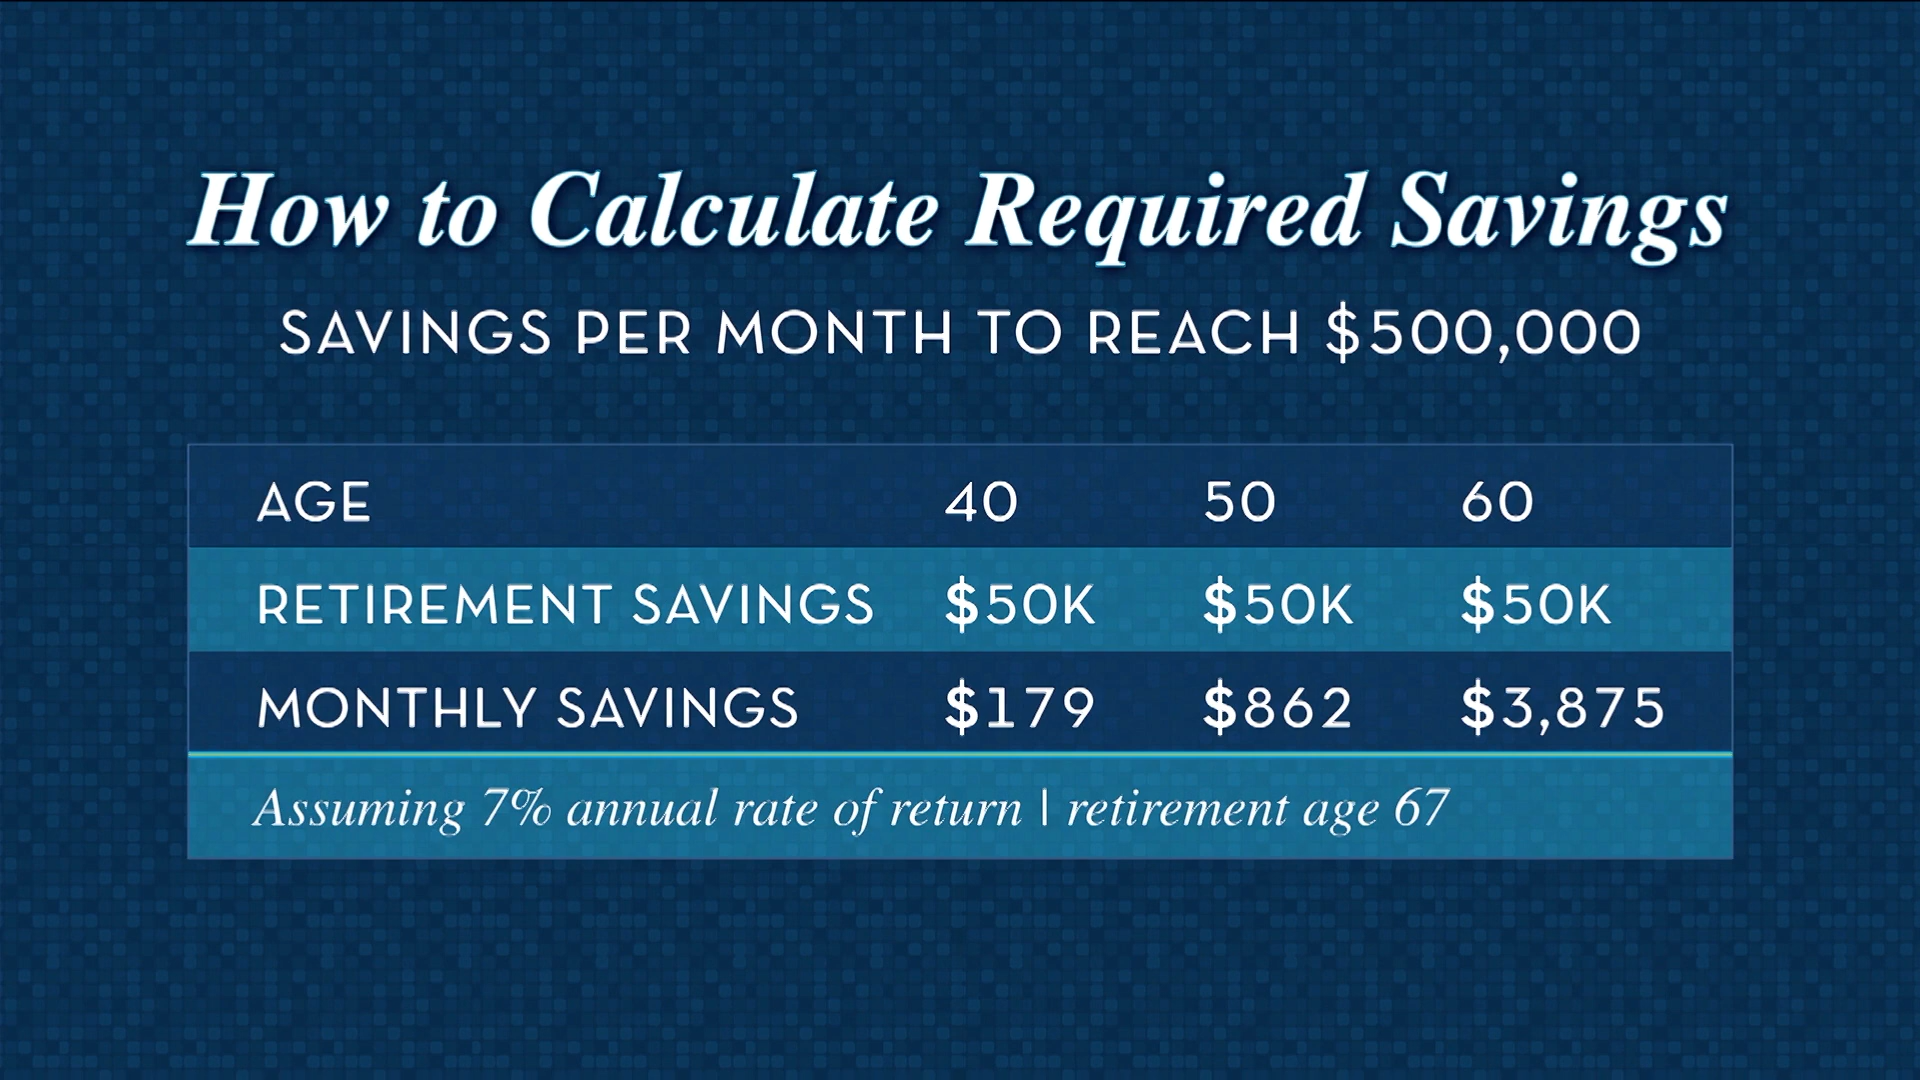 How to Calculate Required Savings
SAVINGS PER MONTH TO REACH $500,000
AGE 40 50 60
RETIREMENT SAVINGS $50K $50K $50K
MONTHLY SAVINGS $179 $862 $3,875
Assuming 7% annual rate of return | retirement age 67